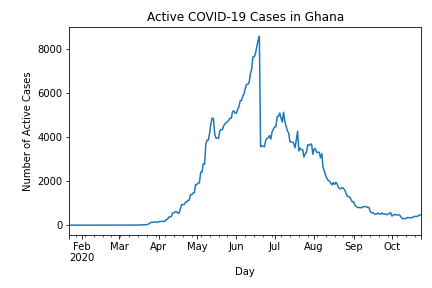 Active COVID-19 Cases in Ghana
Number of Active Cases
8000
6000
4000
2000
0
Feb Mar Apr May Jun Jul Aug Sep Oct
2020
Day